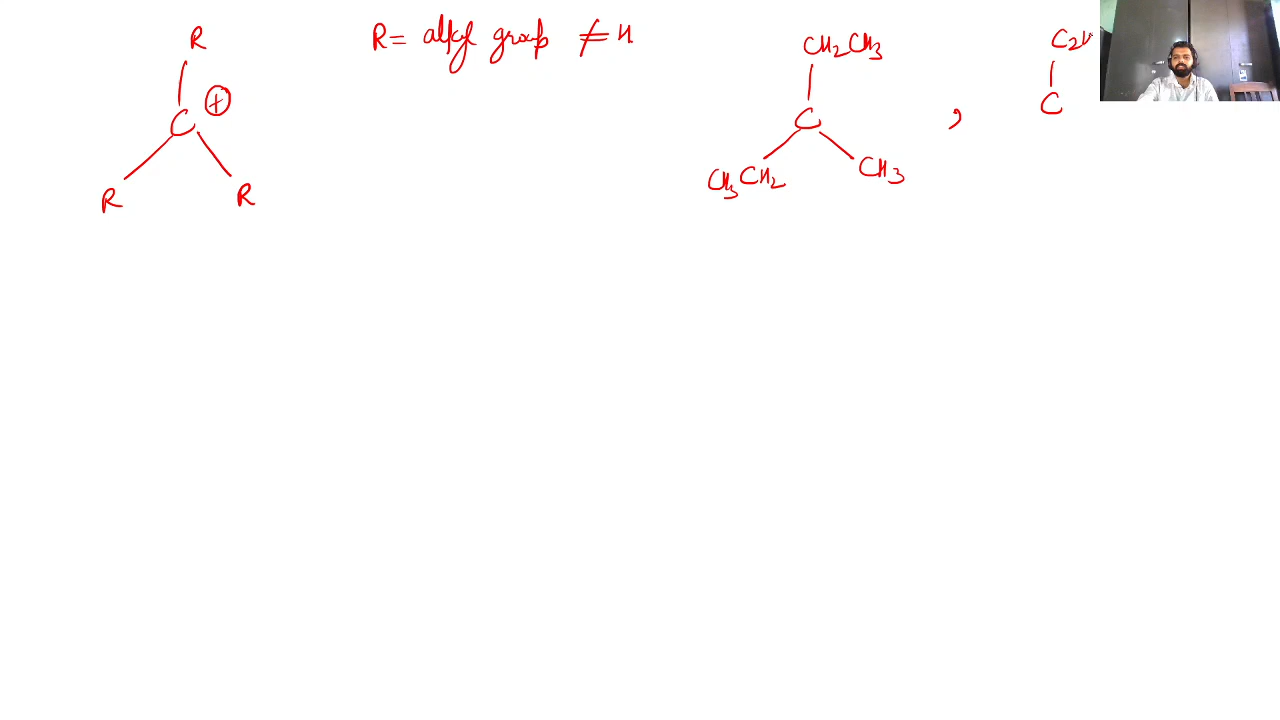 R
C ⊕
R R
R= alkyl group ≠ H
CH2CH3
C
CH3CH2 CH3
,
C2H
C